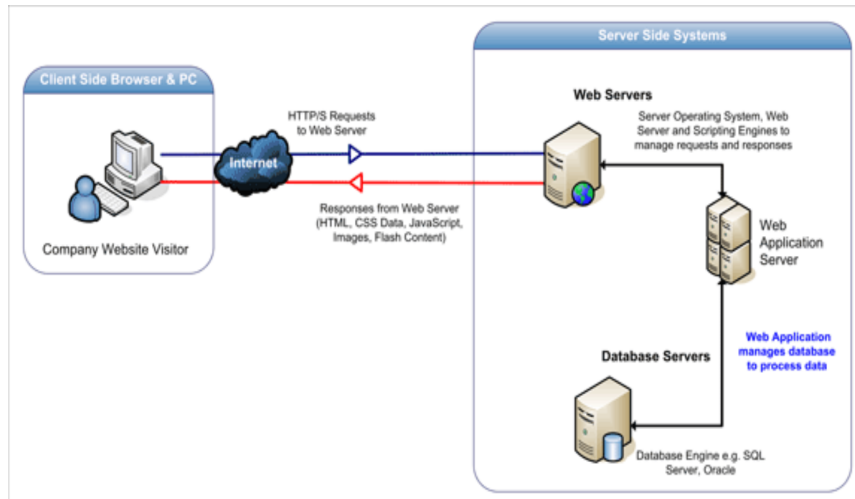 Server Side Systems
Client Side Browser & PC
Web Servers
HTTP/S Requests
to Web Server
Server Operating System, Web
Server and Scripting Engines to
manage requests and responses
Internet
Responses from Web Server
(HTML, CSS Data, JavaScript,
Images, Flash Content)
Company Website Visitor
Web
Application
Server
Web Application
manages database
to process data
Database Servers
Database Engine e.g. SQL
Server, Oracle